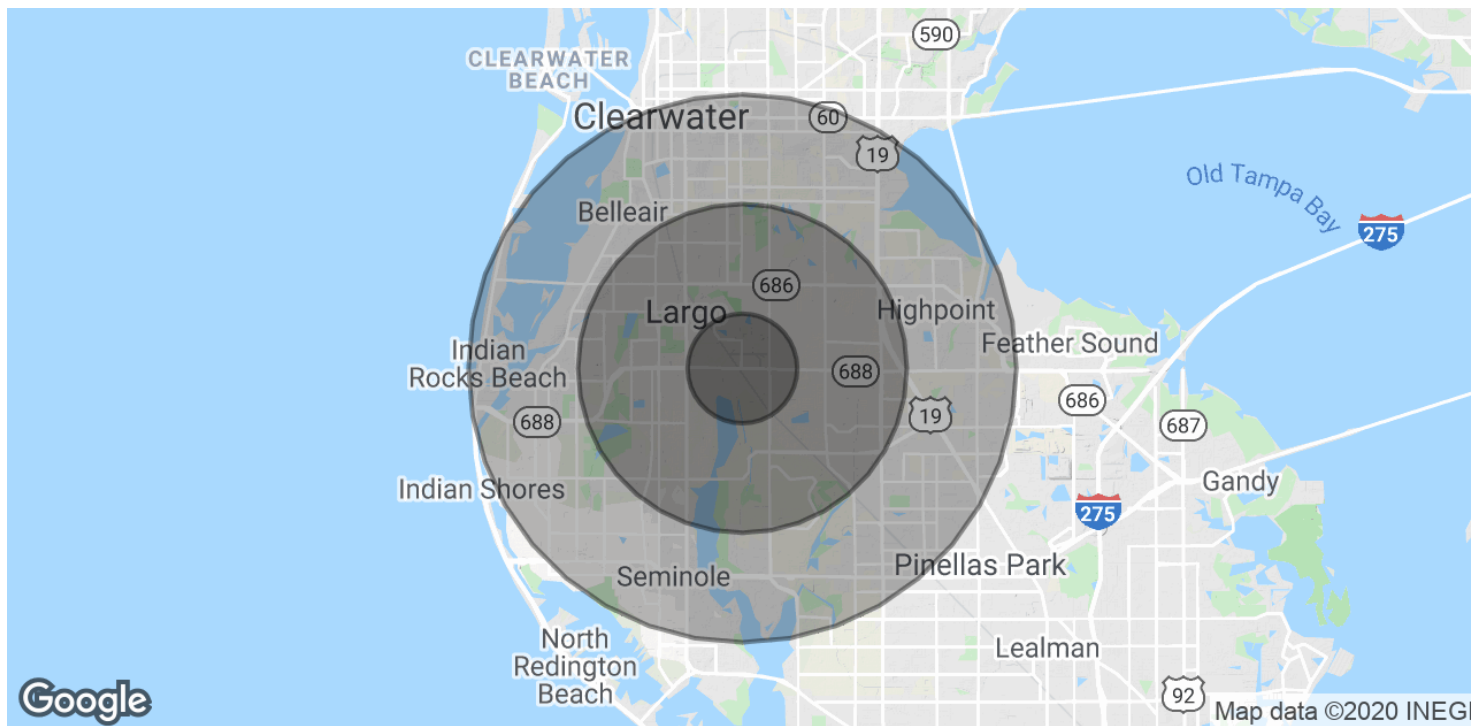 590
CLEARWATER
BEACH
Clearwater
60
19
Old Tampa Bay
275
Belleair
686
Largo
Highpoint
Feather Sound
Indian
Rocks Beach
688
686
19
688
687
Indian Shores
Gandy
275
Pinellas Park
Seminole
North
Redington
Beach
Lealman
92
Google
Map data ©2020 INEGI